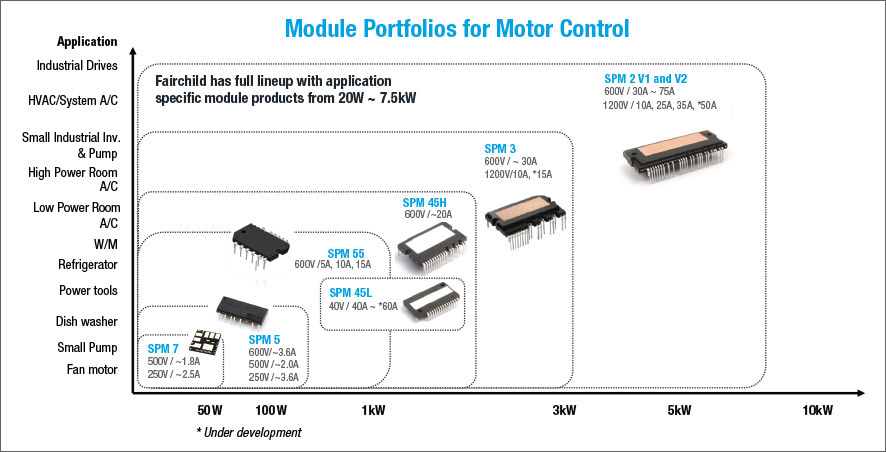 Module Portfolios for Motor Control
Application
Industrial Drives
HVAC/System A/C
Small Industrial Inv.
& Pump
High Power Room
A/C
Low Power Room
A/C
W/M
Refrigerator
Power tools
Dish washer
Small Pump
Fan motor
Fairchild has full lineup with application
specific module products from 20W ~ 7.5kW
SPM 2 V1 and V2
600V / 30A ~ 75A
1200V / 10A, 25A, 35A, *50A
SPM 3
600V / ~ 30A
1200V/10A, *15A
SPM 45H
600V /~20A
SPM 55
600V /5A, 10A, 15A
SPM 45L
40V / 40A ~ *60A
SPM 7
500V / ~1.8A
250V / ~2.5A
SPM 5
600V/~3.6A
500V /~2.0A
250V /~3.6A
50 W 100 W 1kW 3kW 5kW 10kW
* Under development